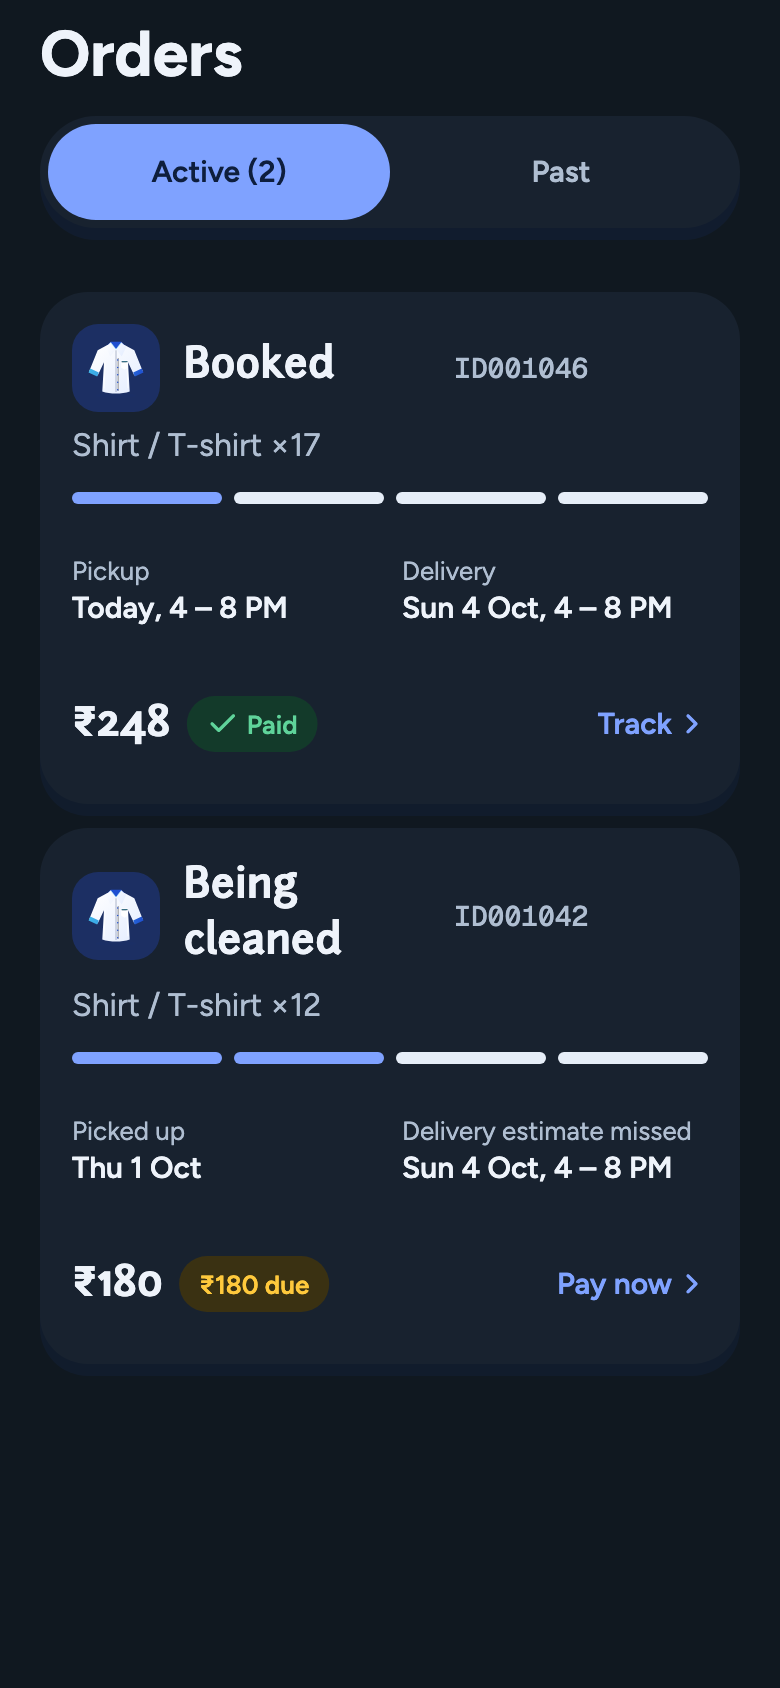 Orders
Active (2)
Past
Booked
ID001046
Shirt / T-shirt ×17
Pickup
Delivery
Today, 4 – 8 PM
Sun 4 Oct, 4 – 8 PM
₹248
Paid
Track
Being
cleaned
ID001042
Shirt / T-shirt ×12
Picked up
Delivery estimate missed
Thu 1 Oct
Sun 4 Oct, 4 – 8 PM
₹180
₹180 due
Pay now